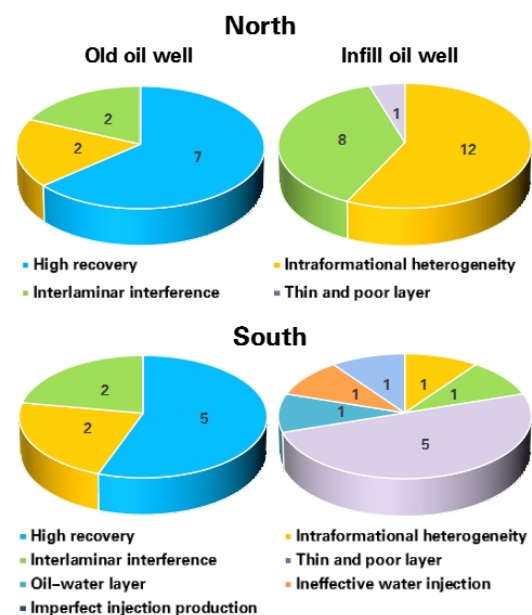 North
Old oil well
Infill oil well
2
2
7
1
8
12
High recovery
Intraformational heterogeneity
Interlaminar interference
Thin and poor layer
South
2
2
5
1
1
1
1
1
5
High recovery
Intraformational heterogeneity
Interlaminar interference
Thin and poor layer
Oil–water layer
Ineffective water injection
Imperfect injection production